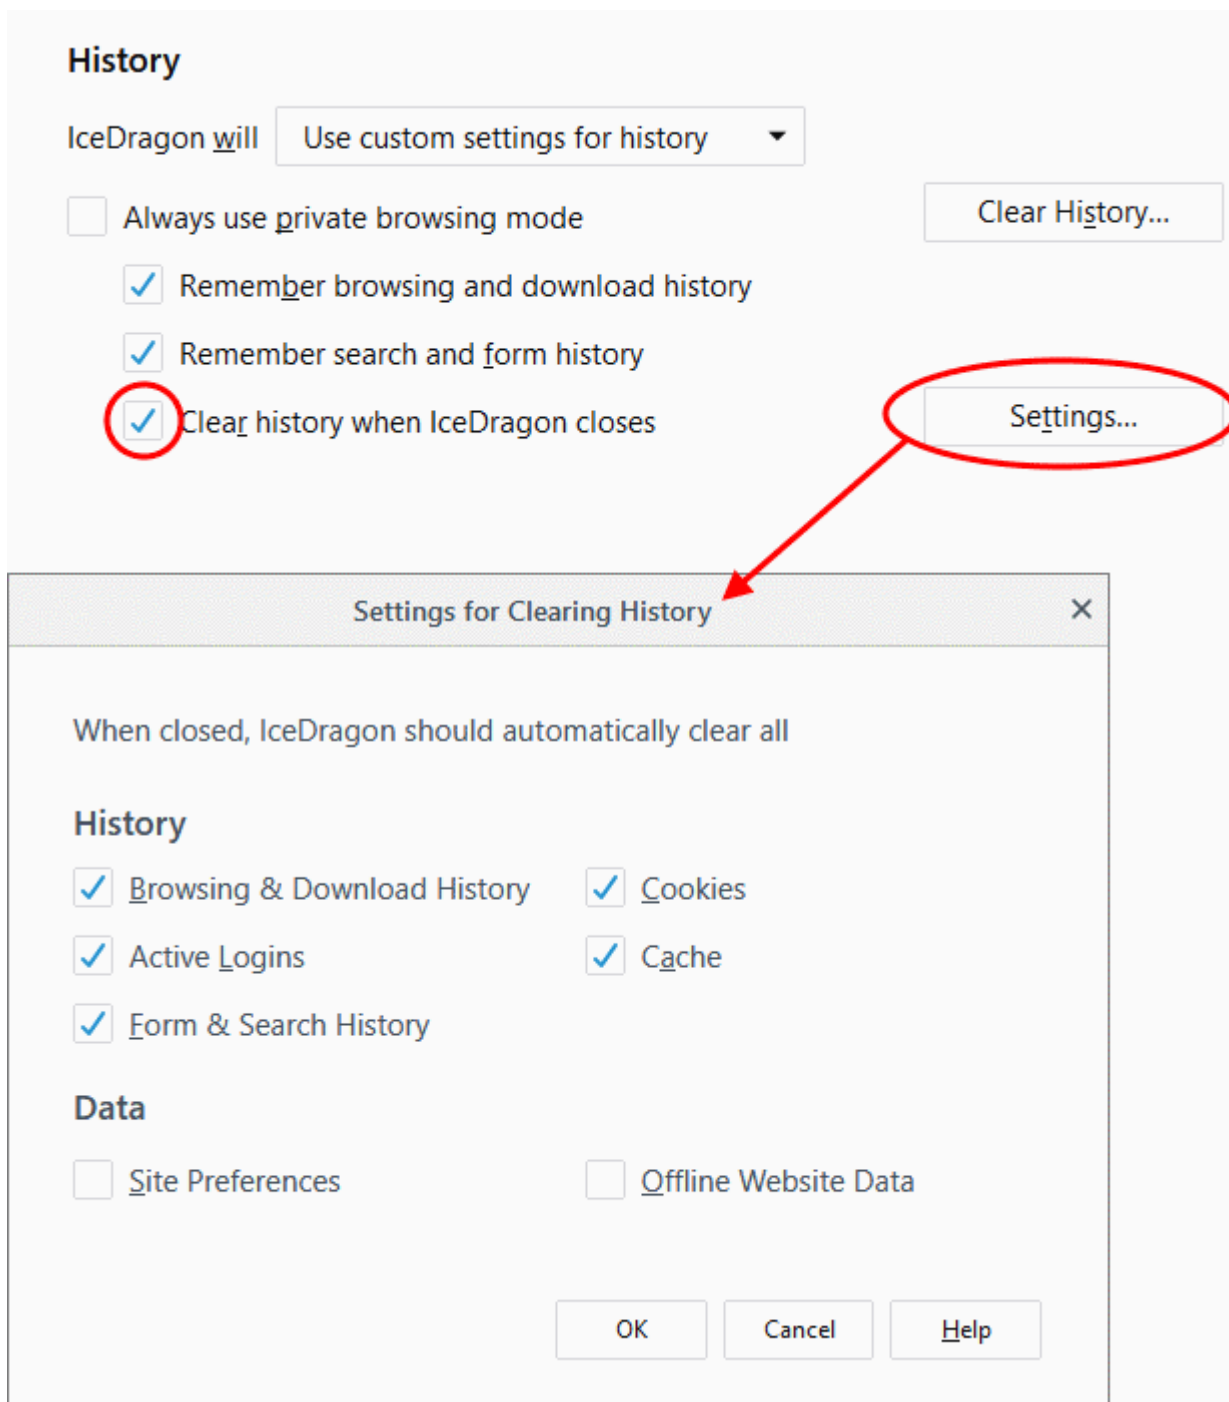 History
IceDragon will Use custom settings for history
Always use private browsing mode Clear History...
Remember browsing and download history
Remember search and form history
Clear history when IceDragon closes Settings...
Settings for Clearing History
When closed, IceDragon should automatically clear all
History
Browsing & Download History Cookies
Active Logins Cache
Form & Search History
Data
Site Preferences Offline Website Data
OK Cancel Help